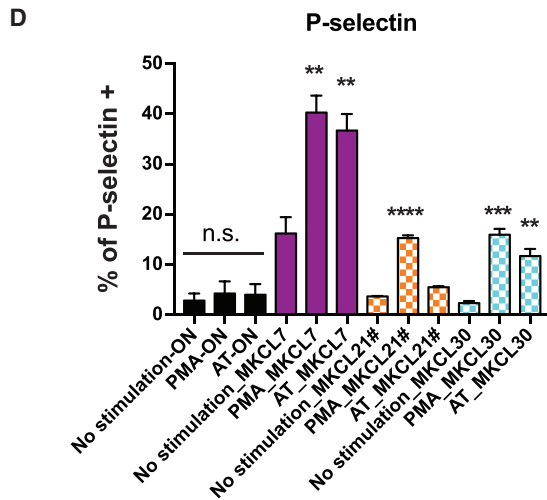 D
P-selectin
% of P-selectin +
50
40
30
20
10
0
n.s.
**
**
****
***
**
No stimulation-ON
PMA-ON
AT-ON
No stimulation_MKCL7
PMA_MKCL7
AT_MKCL7
No stimulation_MKCL21#
PMA_MKCL21#
AT_MKCL21#
No stimulation_MKCL30
PMA_MKCL30
AT_MKCL30